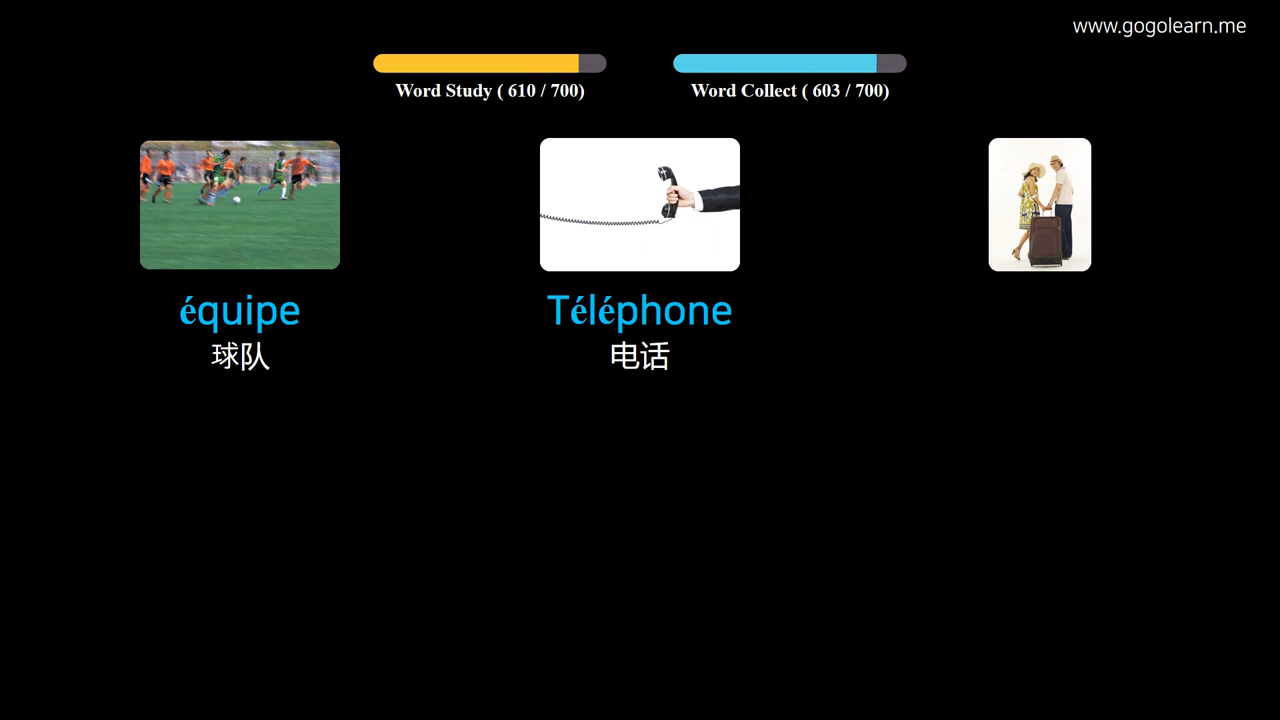 www.gogolearn.me
Word Study ( 610 / 700)
Word Collect ( 603 / 700)
équipe
球队
Téléphone
电话